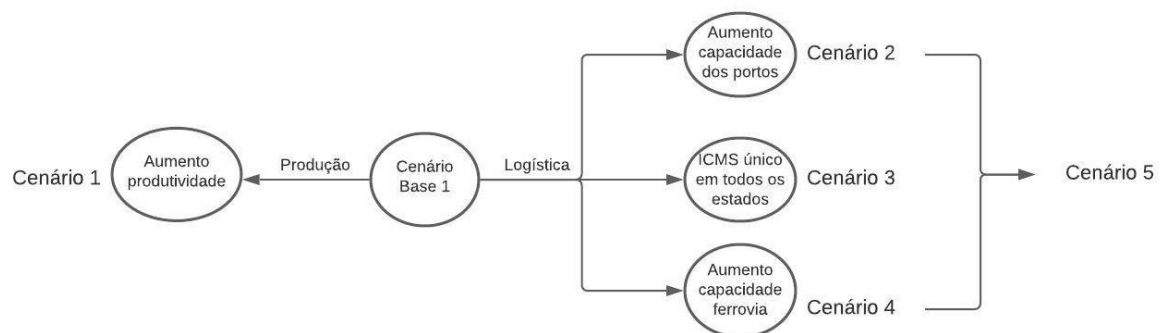 Cenário 1
Aumento
produtividade
Produção
Cenário
Base 1
Logística
Aumento
capacidade
dos portos
Cenário 2
ICMS único
em todos os
estados
Cenário 3
Aumento
capacidade
ferrovia
Cenário 4
Cenário 5